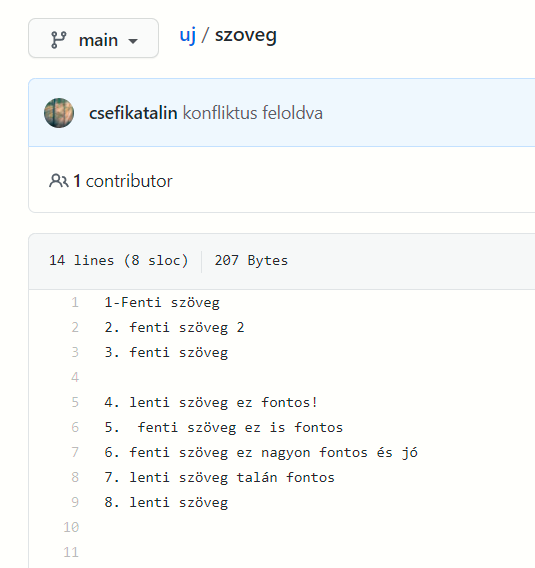 main
uj / szoveg
csefikatalin konfliktus feloldva
1 contributor
14 lines (8 sloc) 207 Bytes
1 1-Fenti szöveg
2 2. fenti szöveg 2
3 3. fenti szöveg
4
5 4. lenti szöveg ez fontos!
6 5.  fenti szöveg ez is fontos
7 6. fenti szöveg ez nagyon fontos és jó
8 7. lenti szöveg talán fontos
9 8. lenti szöveg
10
11